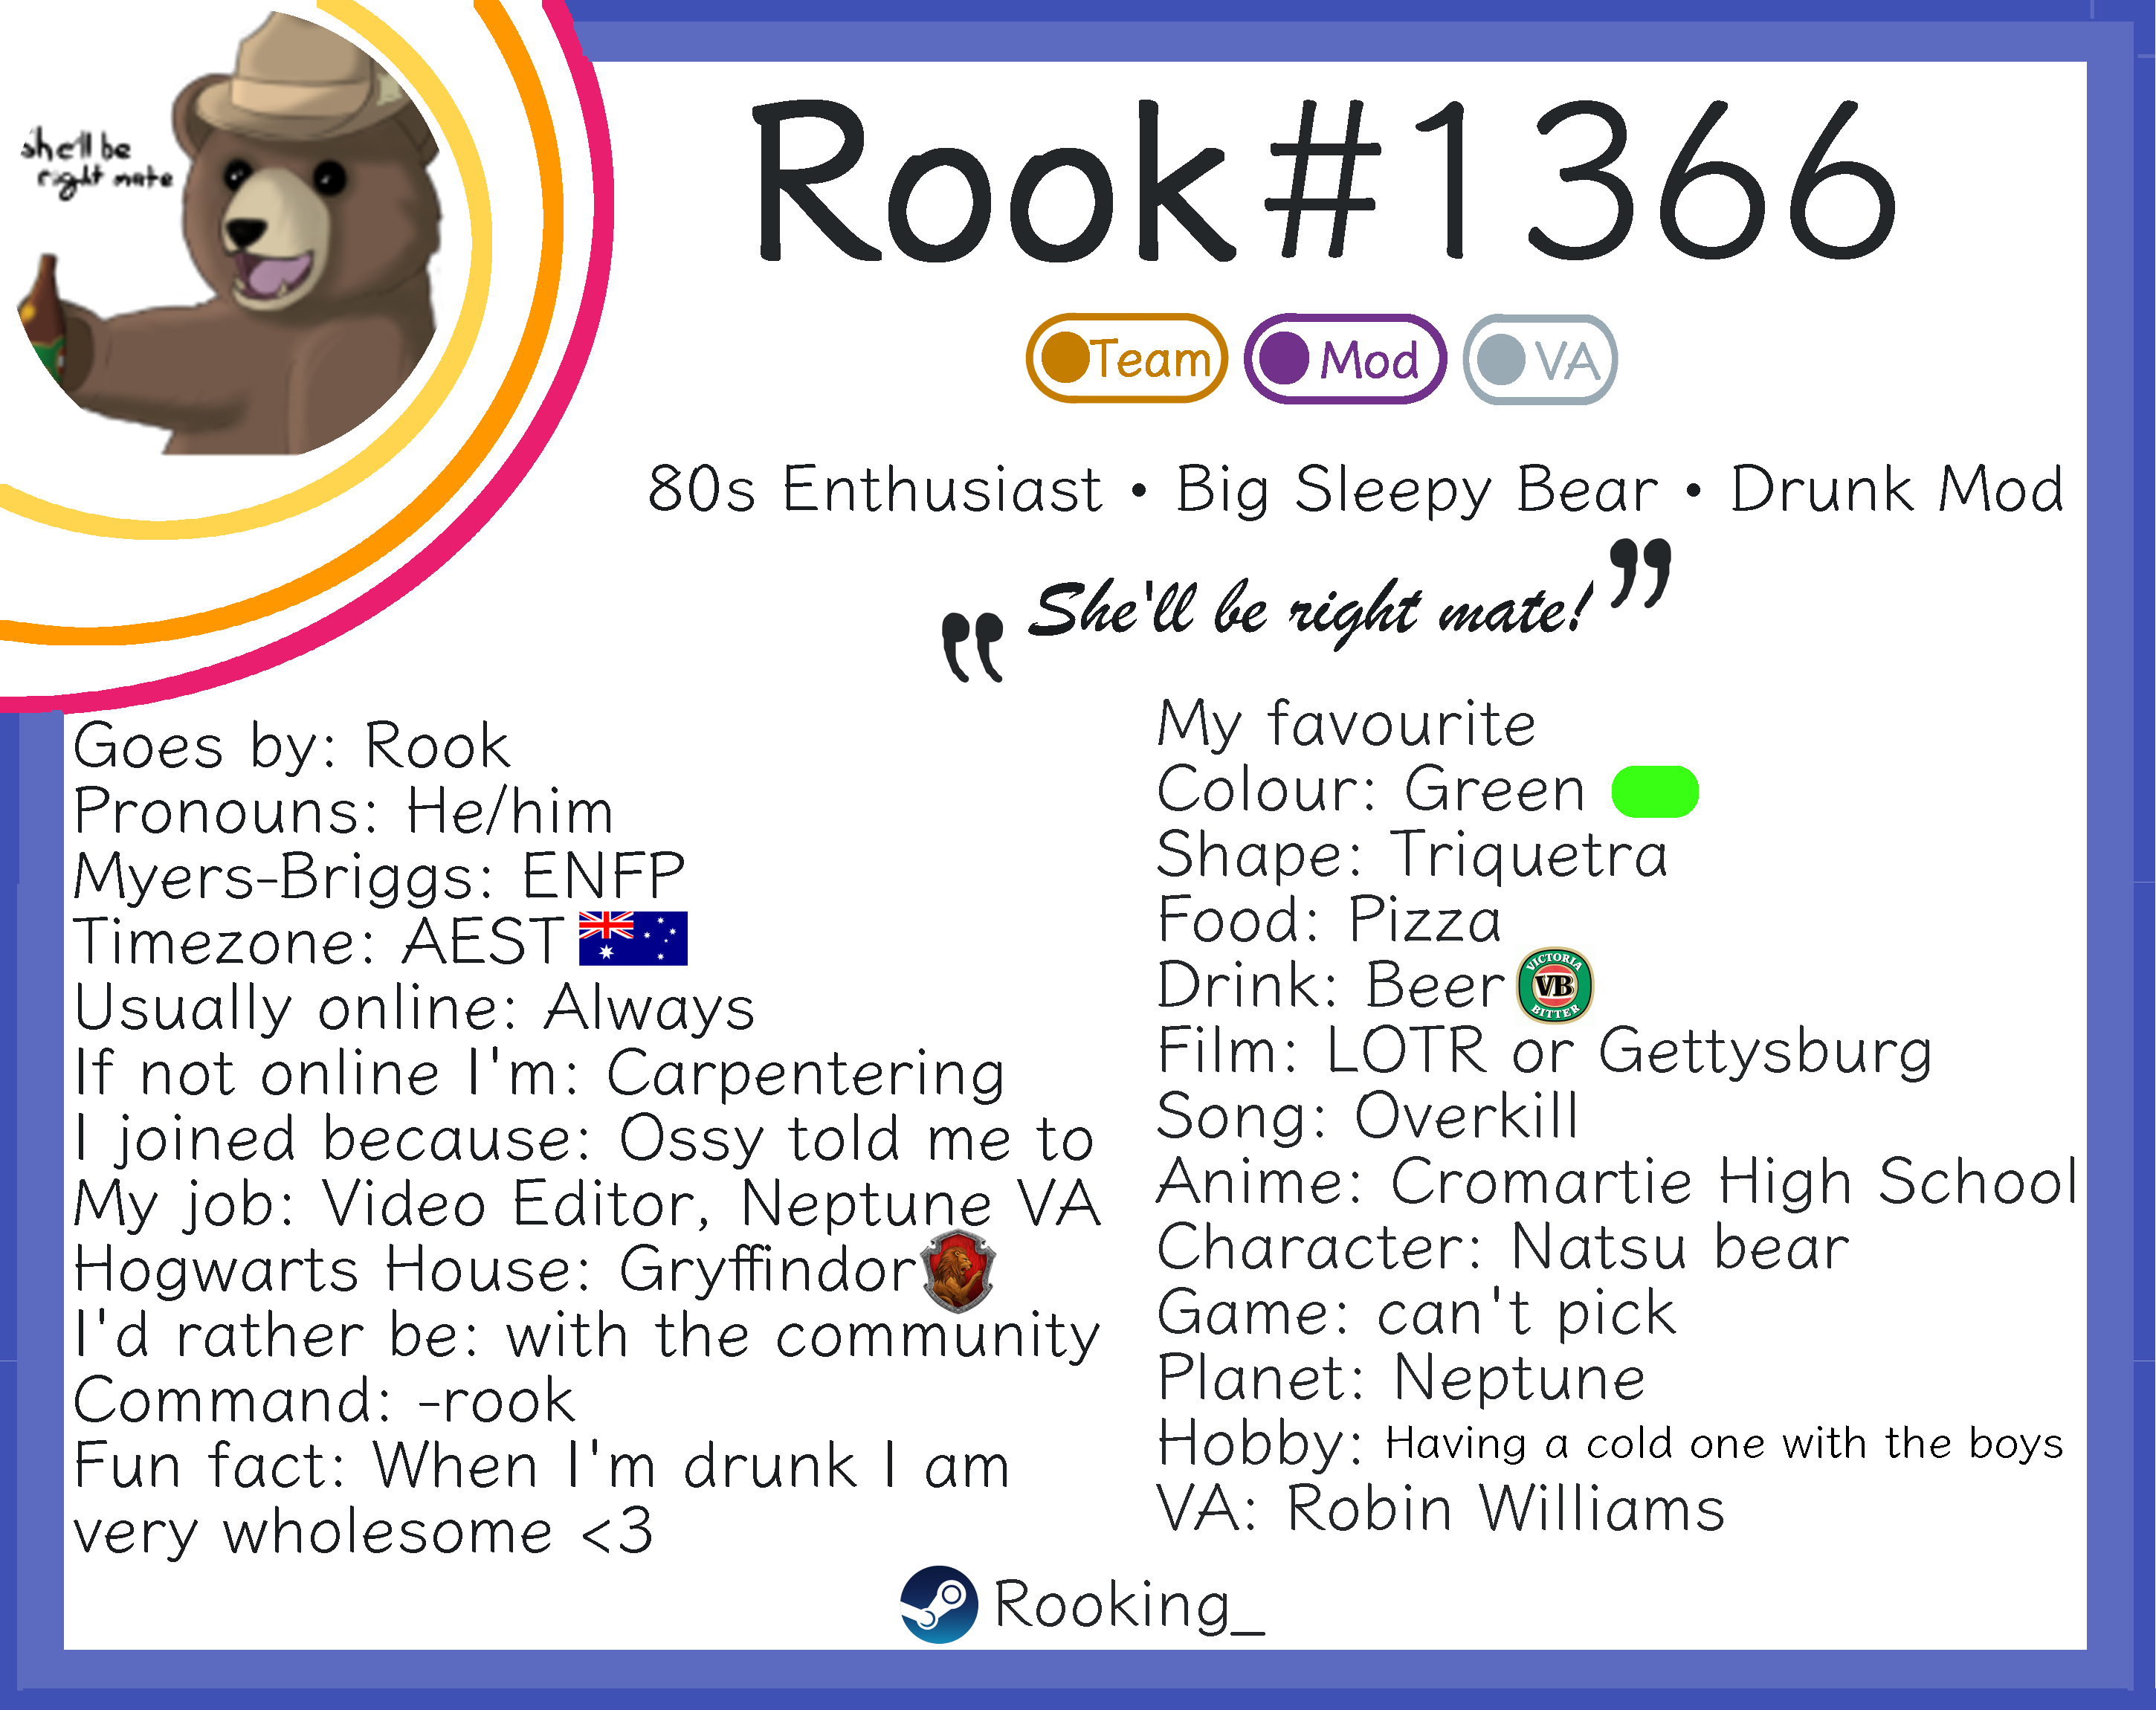 she'll be
right mate
Rook#1366
Team Mod VA
80s Enthusiast • Big Sleepy Bear • Drunk Mod
"She'll be right mate!"
Goes by: Rook
Pronouns: He/him
Myers-Briggs: ENFP
Timezone: AEST
Usually online: Always
If not online I'm: Carpentering
I joined because: Ossy told me to
My job: Video Editor, Neptune VA
Hogwarts House: Gryffindor
I'd rather be: with the community
Command: -rook
Fun fact: When I'm drunk I am
very wholesome <3
My favourite
Colour: Green
Shape: Triquetra
Food: Pizza
Drink: Beer
VICTORIA
VB
BITTER
Film: LOTR or Gettysburg
Song: Overkill
Anime: Cromartie High School
Character: Natsu bear
Game: can't pick
Planet: Neptune
Hobby: Having a cold one with the boys
VA: Robin Williams
Rooking_